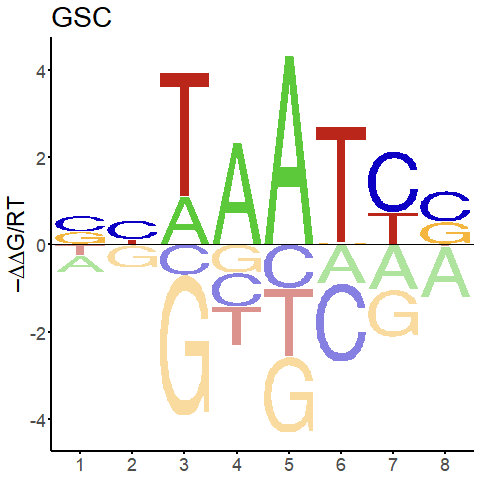 GSC
−ΔΔG/RT
4
2
0
-2
-4
C C T A A T C C
G T A T G
T G C G C A A A
A G C T C G
T G
1 2 3 4 5 6 7 8